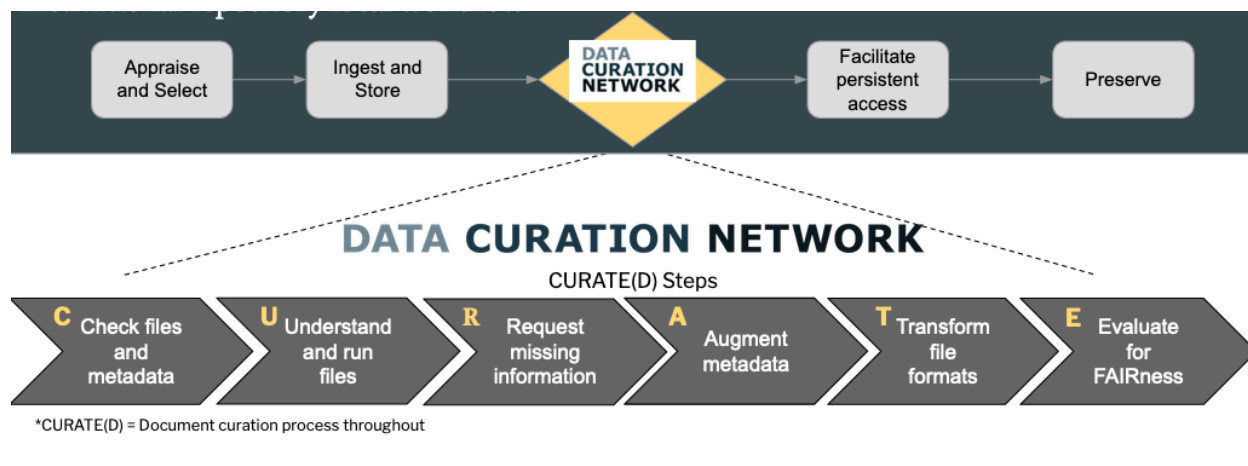 Appraise
and Select
Ingest and
Store
DATA
CURATION
NETWORK
Facilitate
persistent
access
Preserve
DATA CURATION NETWORK
CURATE(D) Steps
C
Check files
and
metadata
U
Understand
and run
files
R
Request
missing
information
A
Augment
metadata
T
Transform
file
formats
E
Evaluate
for
FAIRness
*CURATE(D) = Document curation process throughout